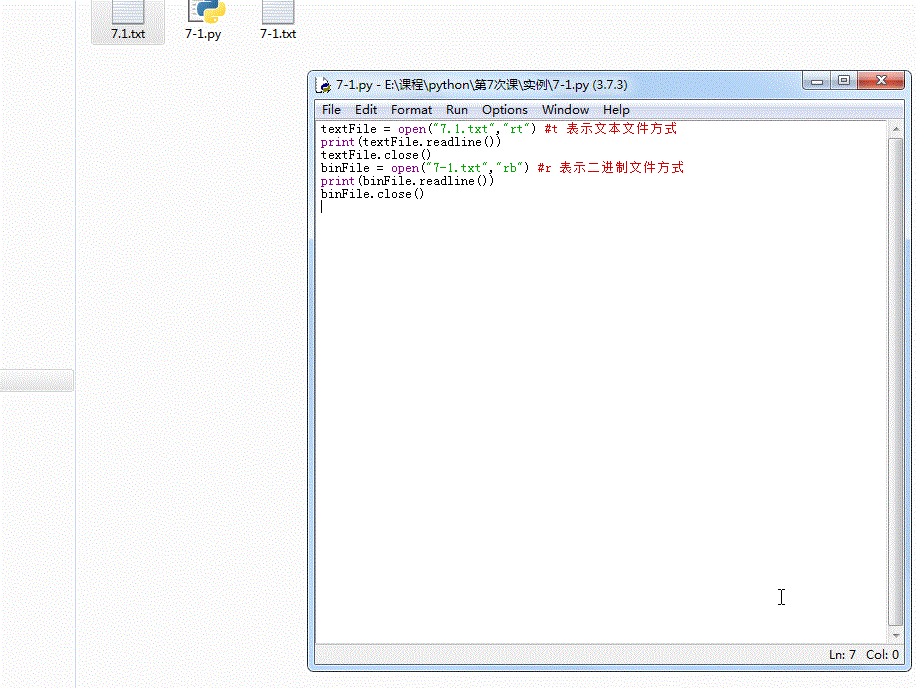 7.1.txt
7-1.py
7-1.txt
7-1.py - E:\课程\python\第7次课\实例\7-1.py (3.7.3)
File Edit Format Run Options Window Help
textFile = open("7.1.txt","rt") #t 表示文本文件方式
print(textFile.readline())
textFile.close()
binFile = open("7-1.txt","rb") #r 表示二进制文件方式
print(binFile.readline())
binFile.close()
Ln: 7 Col: 0